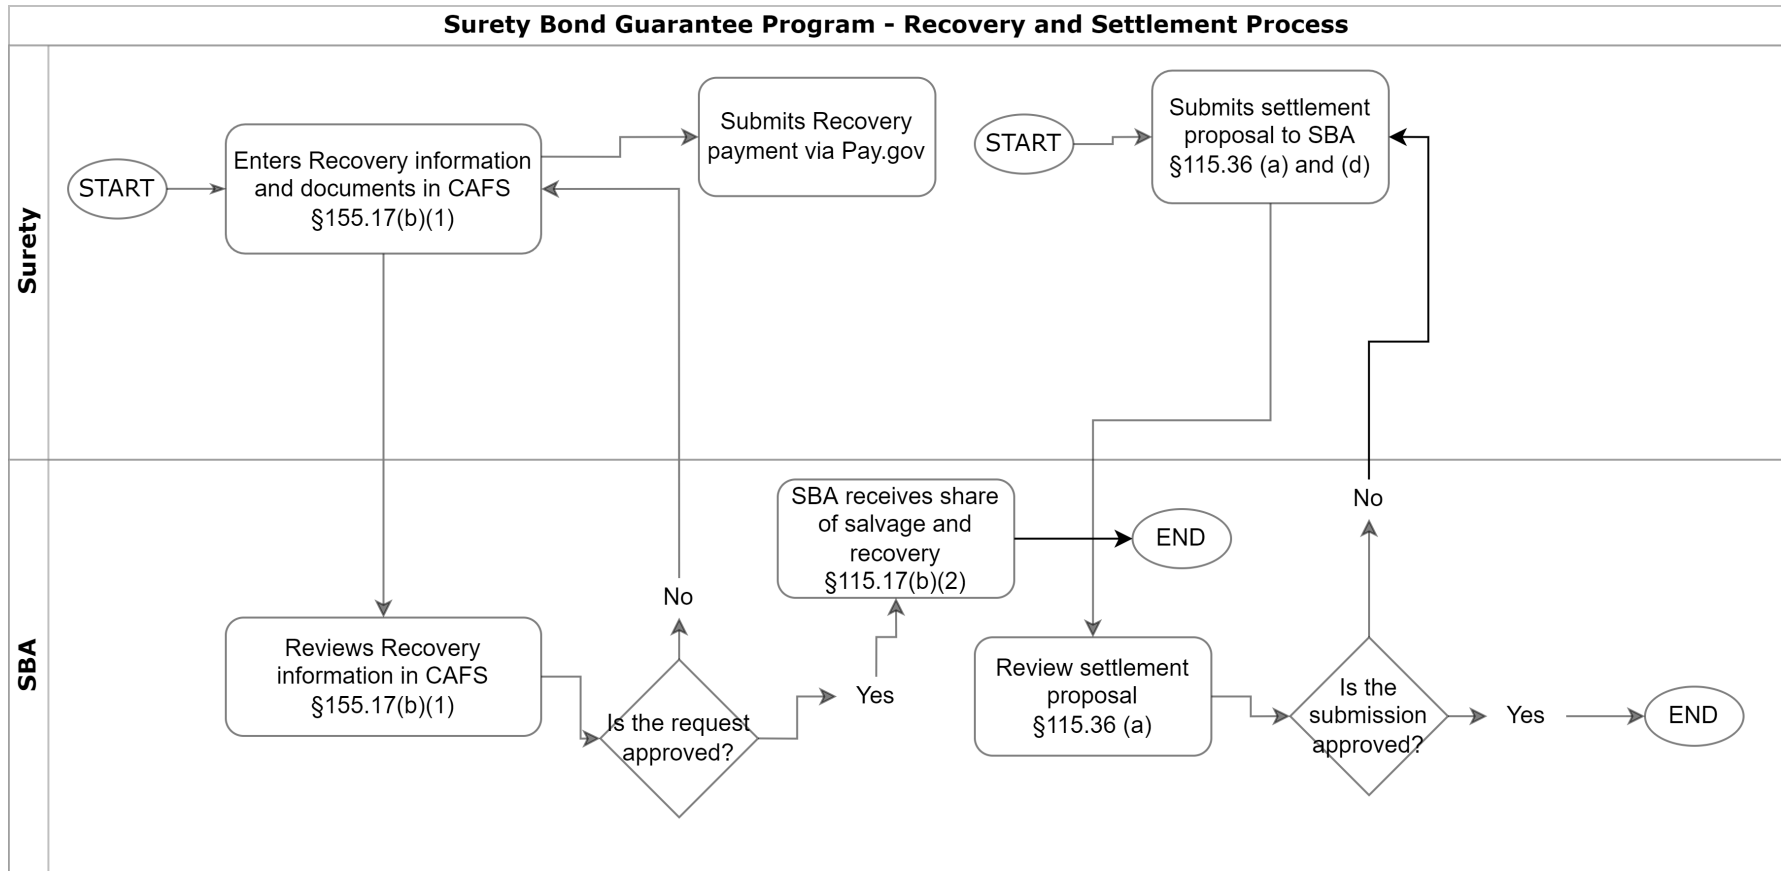 Surety Bond Guarantee Program - Recovery and Settlement Process
Surety
START
Enters Recovery information
and documents in CAFS
§155.17(b)(1)
Submits Recovery
payment via Pay.gov
START
Submits settlement
proposal to SBA
§115.36 (a) and (d)
SBA
Reviews Recovery
information in CAFS
§155.17(b)(1)
Is the request
approved?
No
Yes
SBA receives share
of salvage and
recovery
§115.17(b)(2)
END
Review settlement
proposal
§115.36 (a)
Is the
submission
approved?
No
Yes
END